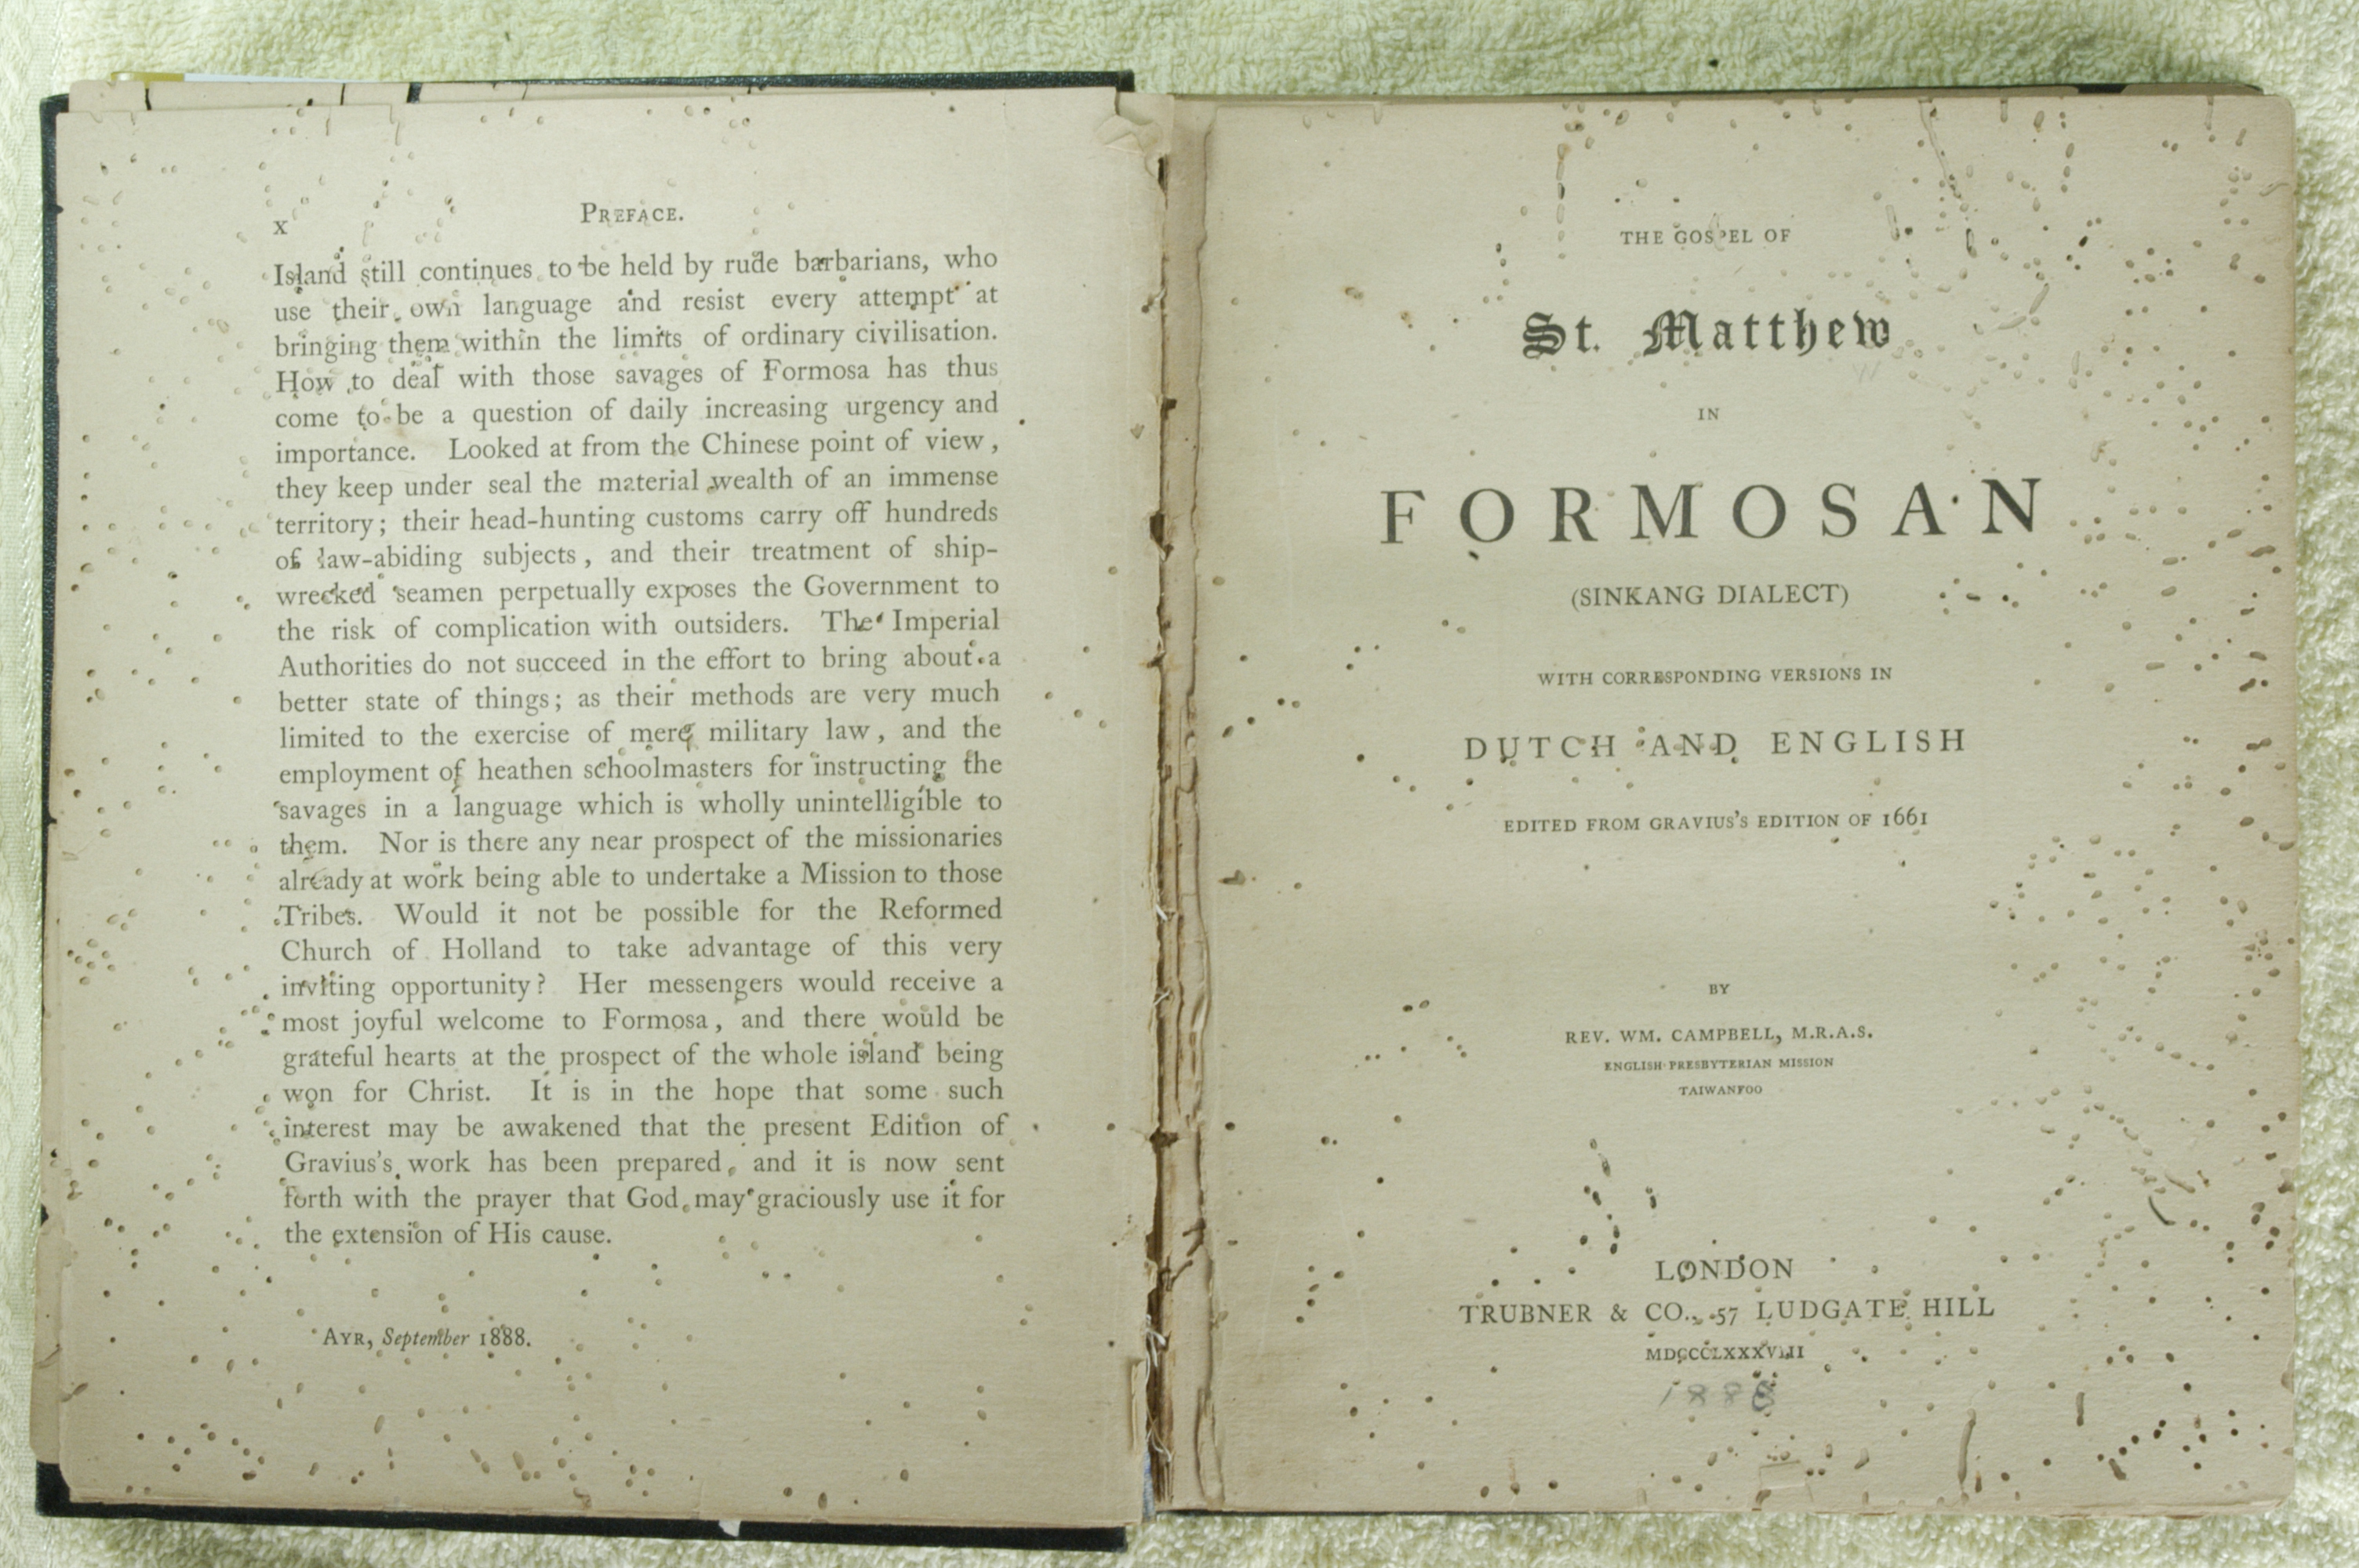 x
PREFACE.
Island still continues to be held by rude barbarians, who
use their own language and resist every attempt at
bringing them within the limits of ordinary civilisation.
How to deal with those savages of Formosa has thus
come to be a question of daily increasing urgency and
importance. Looked at from the Chinese point of view,
they keep under seal the material wealth of an immense
territory; their head-hunting customs carry off hundreds
of law-abiding subjects, and their treatment of ship-
wrecked seamen perpetually exposes the Government to
the risk of complication with outsiders. The Imperial
Authorities do not succeed in the effort to bring about a
better state of things; as their methods are very much
limited to the exercise of mere military law, and the
employment of heathen schoolmasters for instructing the
savages in a language which is wholly unintelligible to
them. Nor is there any near prospect of the missionaries
already at work being able to undertake a Mission to those
Tribes. Would it not be possible for the Reformed
Church of Holland to take advantage of this very
inviting opportunity? Her messengers would receive a
most joyful welcome to Formosa, and there would be
grateful hearts at the prospect of the whole island being
won for Christ. It is in the hope that some such
interest may be awakened that the present Edition of
Gravius's work has been prepared, and it is now sent
forth with the prayer that God may graciously use it for
the extension of His cause.
AYR, September 1888.
THE GOSPEL OF
St. Matthew
IN
FORMOSAN
(SINKANG DIALECT)
WITH CORRESPONDING VERSIONS IN
DUTCH AND ENGLISH
EDITED FROM GRAVIUS'S EDITION OF 1661
BY
REV. WM. CAMPBELL, M.R.A.S.
ENGLISH PRESBYTERIAN MISSION
TAIWANFOO
LONDON
TRUBNER & CO., 57 LUDGATE HILL
MDCCCLXXXVIII
1888